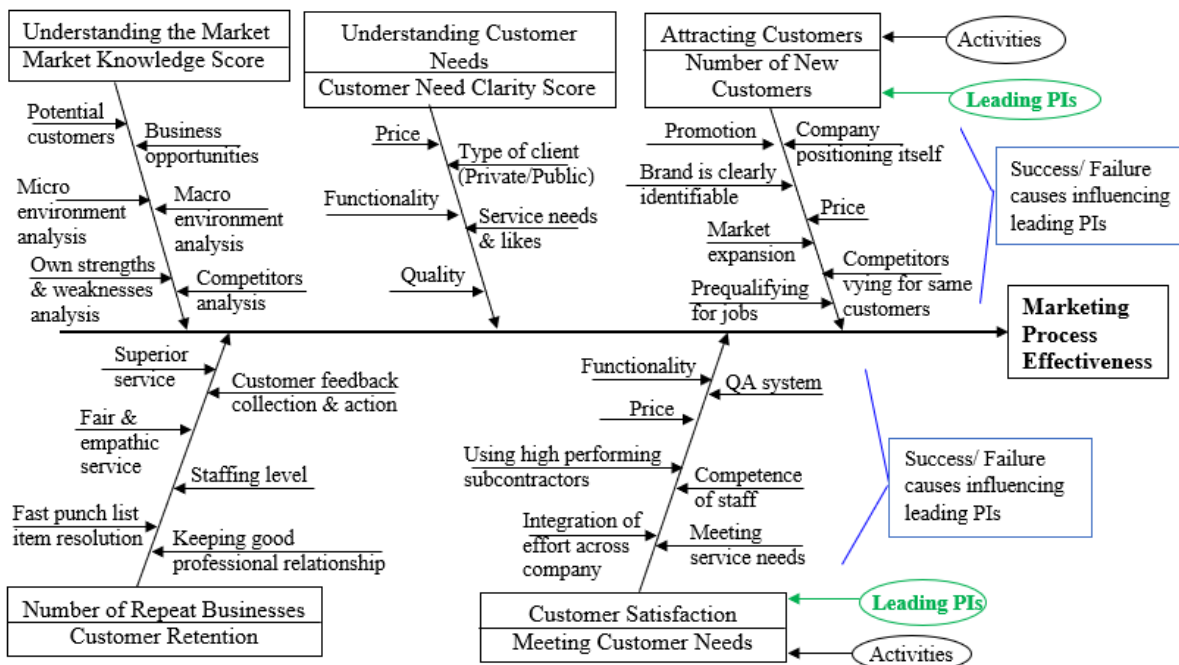 Understanding the Market
Market Knowledge Score
Understanding Customer
Needs
Customer Need Clarity Score
Attracting Customers
Number of New
Customers
Activities
Leading PIs
Potential
customers
Business
opportunities
Micro
environment
analysis
Macro
environment
analysis
Own strengths
& weaknesses
analysis
Competitors
analysis
Price
Type of client
(Private/Public)
Functionality
Service needs
& likes
Quality
Promotion
Company
positioning itself
Brand is clearly
identifiable
Price
Market
expansion
Competitors
vying for same
customers
Prequalifying
for jobs
Success/ Failure
causes influencing
leading PIs
Marketing
Process
Effectiveness
Superior
service
Customer feedback
collection & action
Fair &
empathic
service
Staffing level
Fast punch list
item resolution
Keeping good
professional relationship
Number of Repeat Businesses
Customer Retention
Functionality
QA system
Price
Using high performing
subcontractors
Competence
of staff
Integration of
effort across
company
Meeting
service needs
Customer Satisfaction
Meeting Customer Needs
Success/ Failure
causes influencing
leading PIs
Leading PIs
Activities